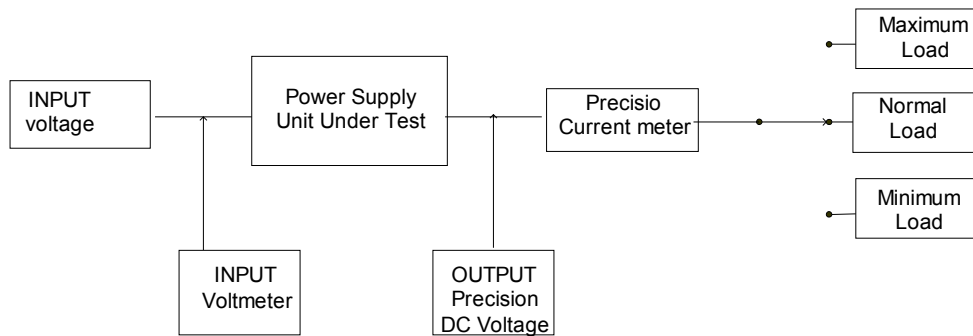 Maximum
Load
INPUT
voltage
Power Supply
Unit Under Test
Precisio
Current meter
Normal
Load
Minimum
Load
INPUT
Voltmeter
OUTPUT
Precision
DC Voltage